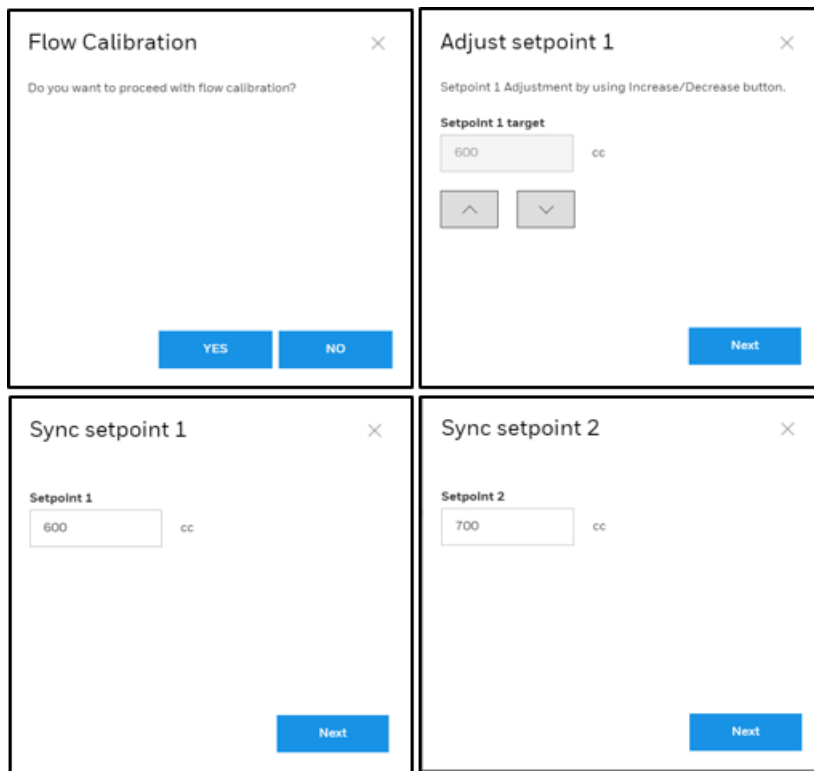 Flow Calibration
Do you want to proceed with flow calibration?
YES
NO
Adjust setpoint 1
Setpoint 1 Adjustment by using Increase/Decrease button.
Setpoint 1 target
600 cc
Next
Sync setpoint 1
Setpoint 1
600 cc
Next
Sync setpoint 2
Setpoint 2
700 cc
Next